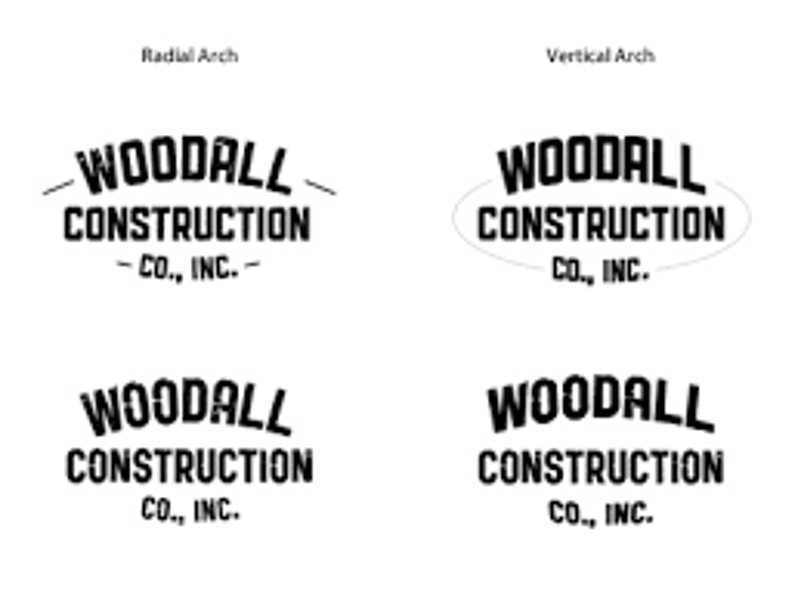 Radial Arch
Vertical Arch
WOODALL
CONSTRUCTION
CO., INC.
WOODALL
CONSTRUCTION
CO., INC.
WOODALL
CONSTRUCTION
CO., INC.
WOODALL
CONSTRUCTION
CO., INC.